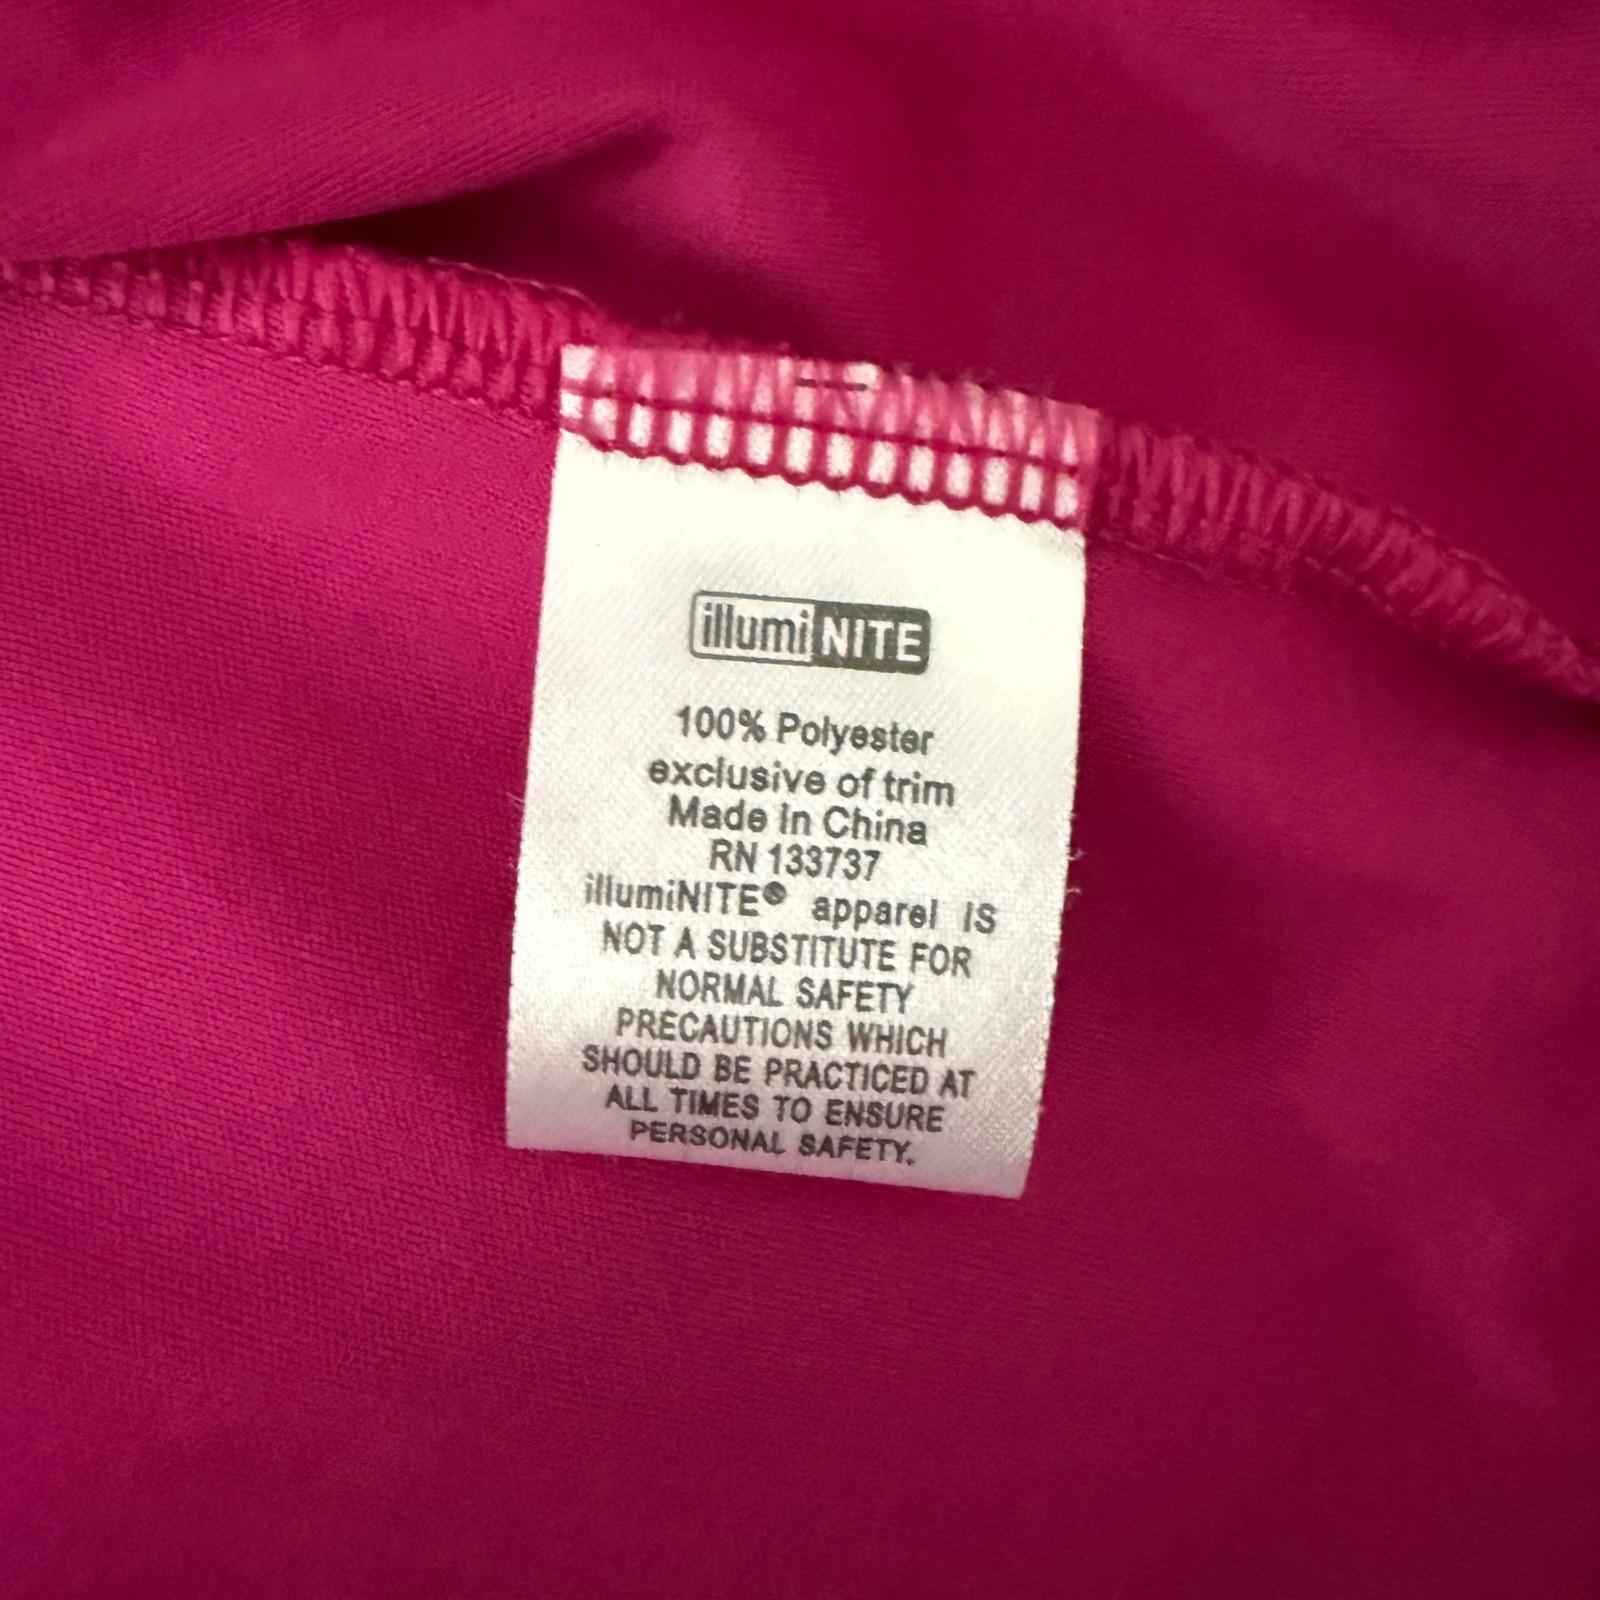 illumiNITE
100% Polyester
exclusive of trim
Made In China
RN 133737
illumiNITE® apparel IS
NOT A SUBSTITUTE FOR
NORMAL SAFETY
PRECAUTIONS WHICH
SHOULD BE PRACTICED AT
ALL TIMES TO ENSURE
PERSONAL SAFETY.